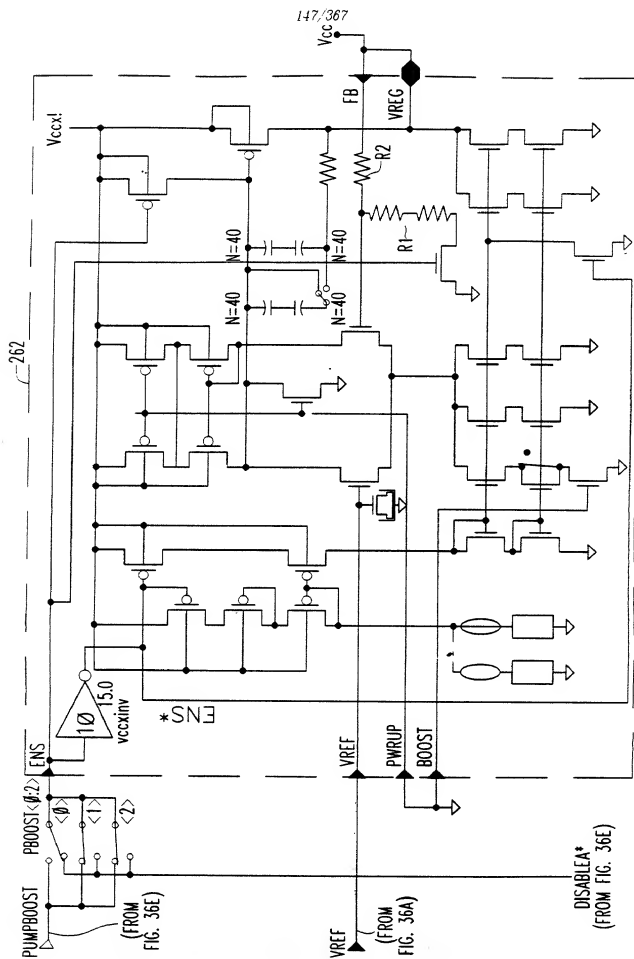 147/367
Vcc
FB
VREG
Vccx!
R2
R1
N=40
N=40
N=40
N=40
262
ENS
10
15.0
vccxinv
ENS*
VREF
PWRUP
BOOST
PUMPBOOST
PBOOST<0:2>
<0>
<1>
<2>
(FROM
FIG. 36E)
VREF
(FROM
FIG. 36A)
DISABLEA*
(FROM FIG. 36E)